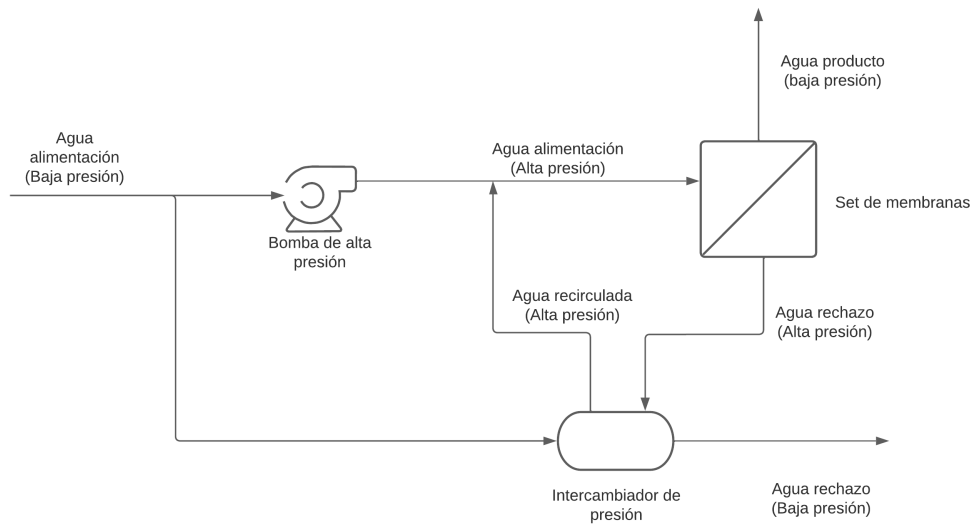 Agua producto
(baja presión)
Agua
alimentación
(Baja presión)
Agua alimentación
(Alta presión)
Set de membranas
Bomba de alta
presión
Agua recirculada
(Alta presión)
Agua rechazo
(Alta presión)
Intercambiador de
presión
Agua rechazo
(Baja presión)